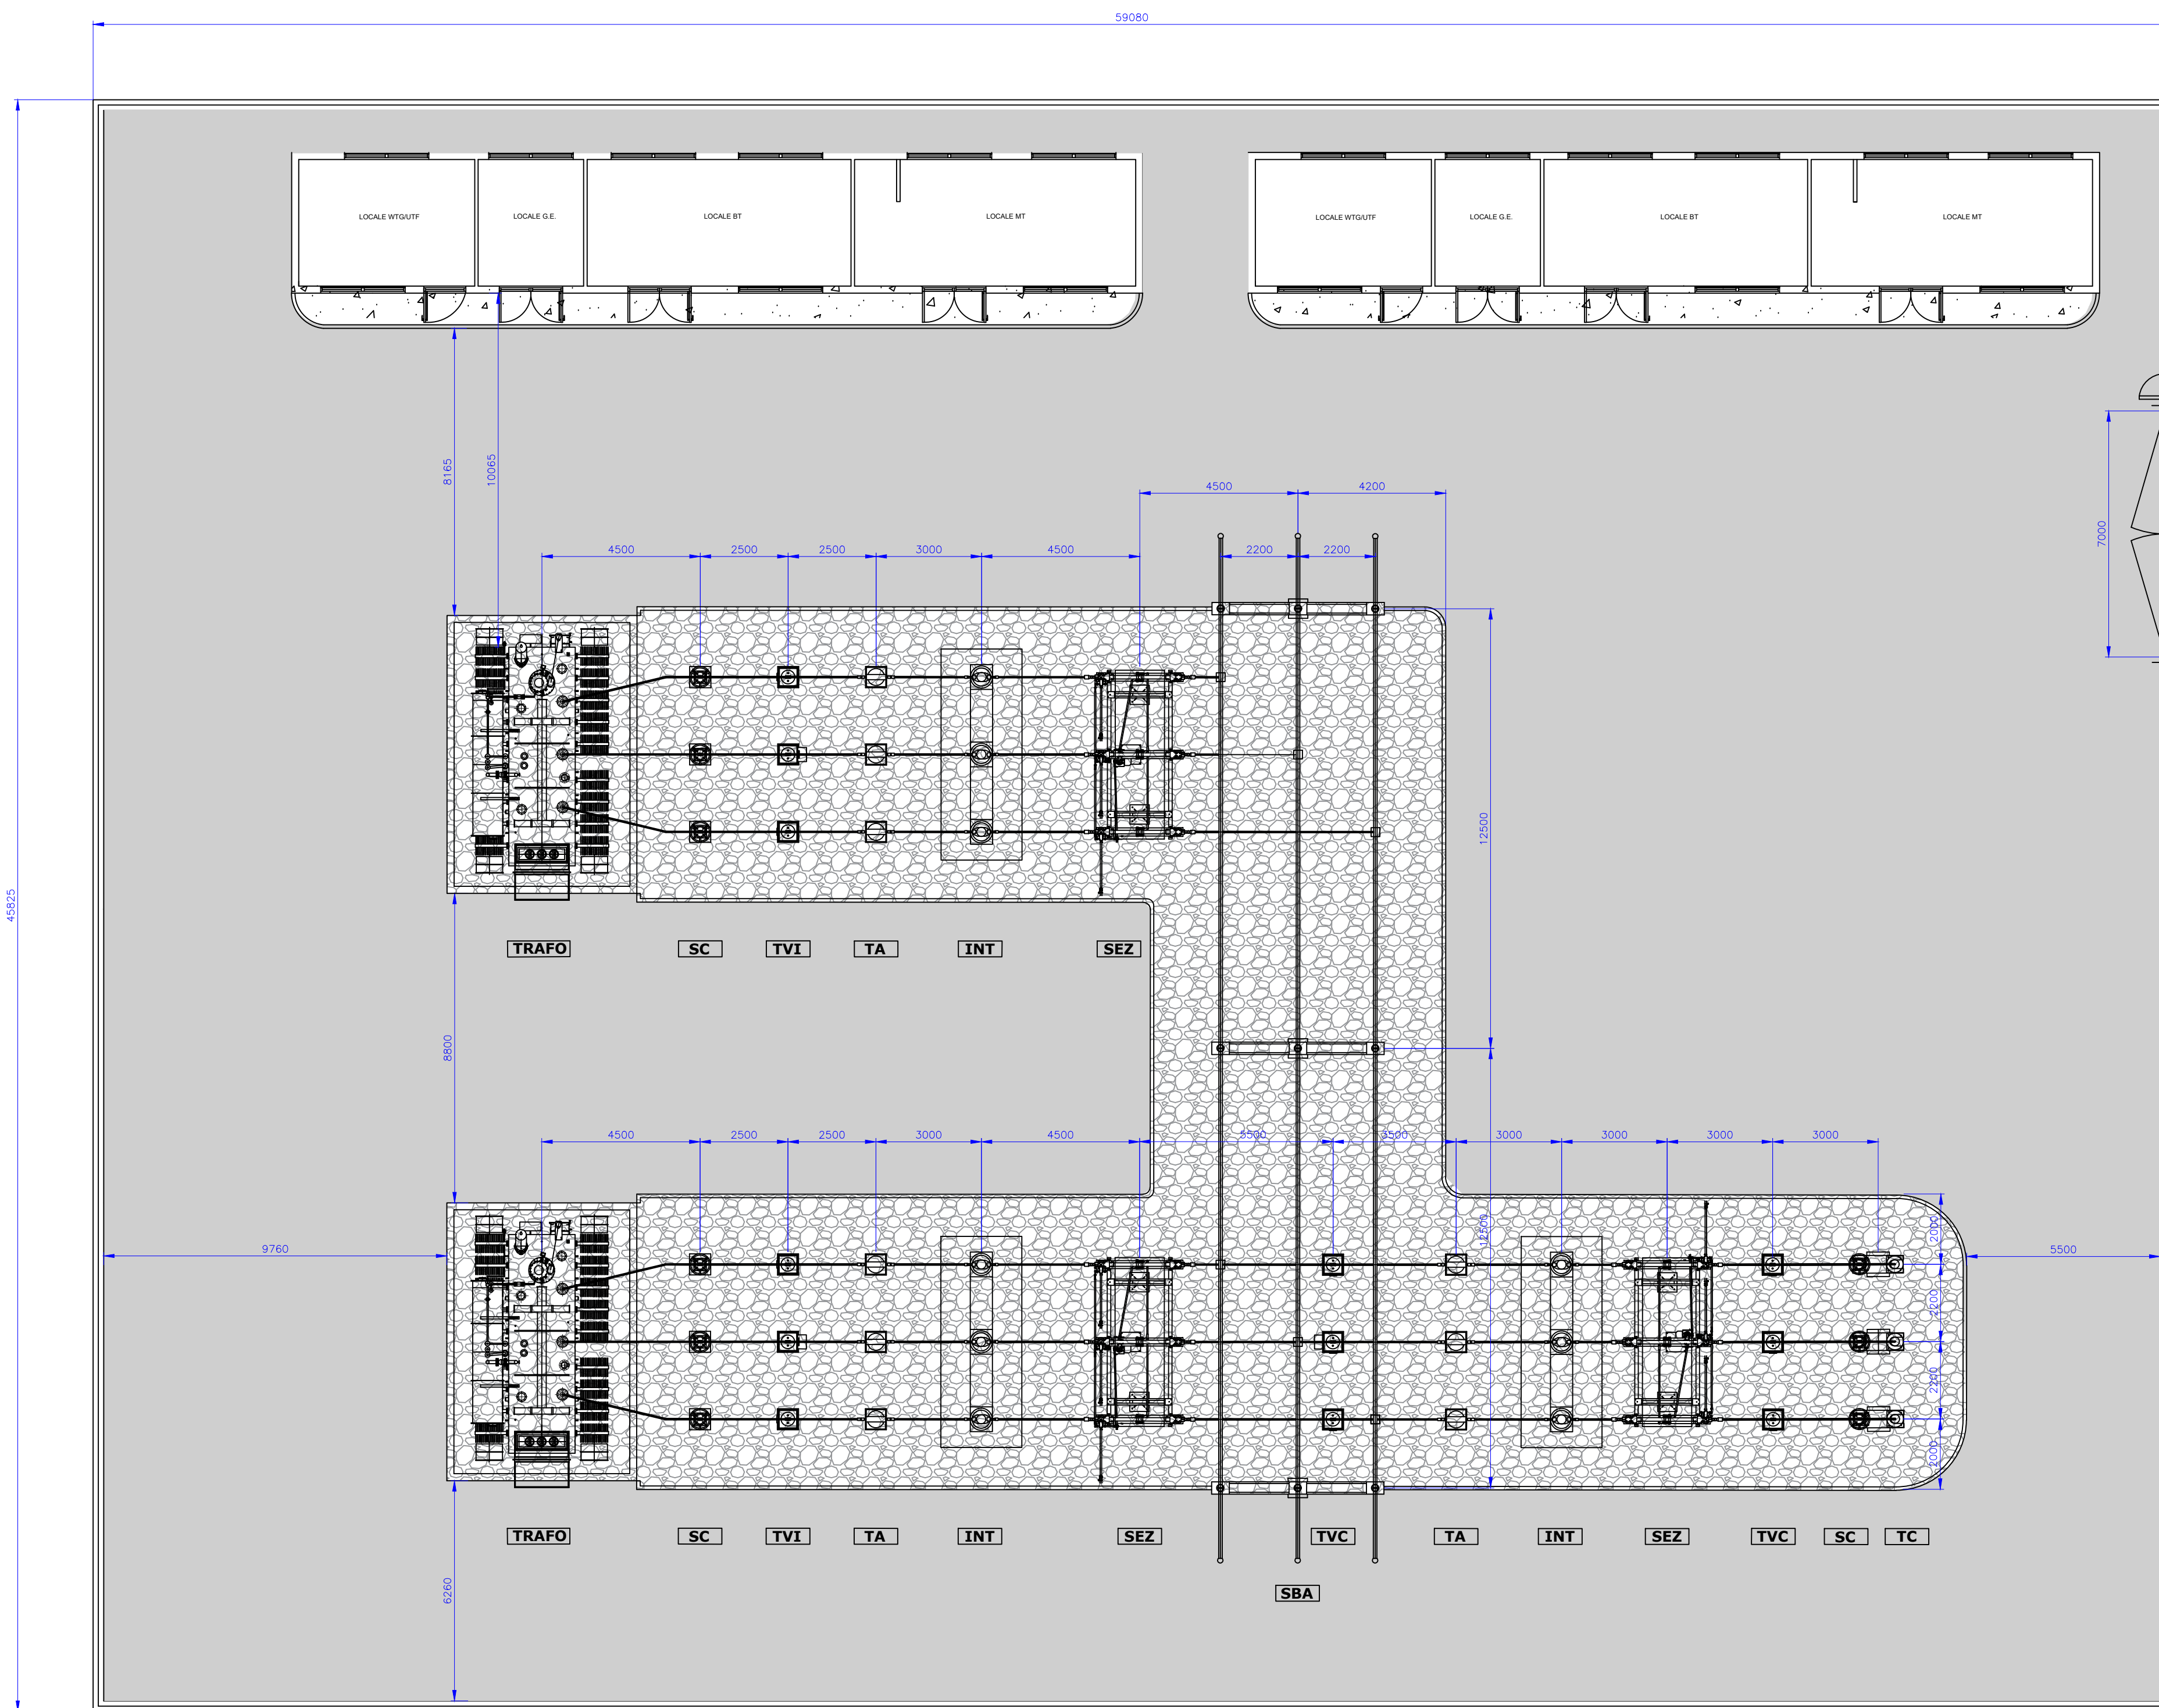 59080
LOCALE WTG/UTF LOCALE G.E. LOCALE BT LOCALE MT
LOCALE WTG/UTF LOCALE G.E. LOCALE BT LOCALE MT
8165
10065
7000
4500 4200
4500 2500 2500 3000 4500
2200 2200
12500
45825
TRAFO SC TVI TA INT SEZ
8800
4500 2500 2500 3000 4500 5500 3500 3000 3000 3000 3000
12500
2000
9760
5500
2200
2200
2000
TRAFO SC TVI TA INT SEZ TVC TA INT SEZ TVC SC TC
6260
SBA